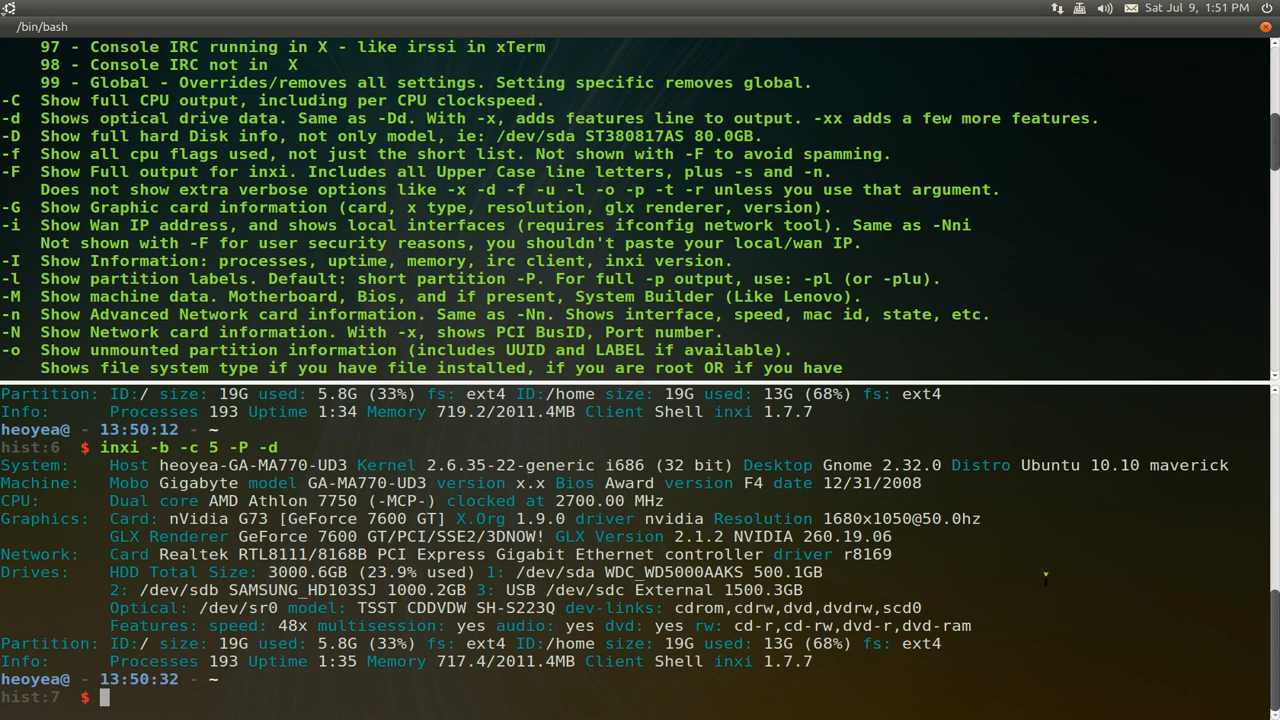 Sat Jul 9, 1:51 PM
/bin/bash
97 - Console IRC running in X - like irssi in xTerm
98 - Console IRC not in  X
99 - Global - Overrides/removes all settings. Setting specific removes global.
-C  Show full CPU output, including per CPU clockspeed.
-d  Shows optical drive data. Same as -Dd. With -x, adds features line to output. -xx adds a few more features.
-D  Show full hard Disk info, not only model, ie: /dev/sda ST380817AS 80.0GB.
-f  Show all cpu flags used, not just the short list. Not shown with -F to avoid spamming.
-F  Show Full output for inxi. Includes all Upper Case line letters, plus -s and -n.
Does not show extra verbose options like -x -d -f -u -l -o -p -t -r unless you use that argument.
-G  Show Graphic card information (card, x type, resolution, glx renderer, version).
-i  Show Wan IP address, and shows local interfaces (requires ifconfig network tool). Same as -Nni
Not shown with -F for user security reasons, you shouldn't paste your local/wan IP.
-I  Show Information: processes, uptime, memory, irc client, inxi version.
-l  Show partition labels. Default: short partition -P. For full -p output, use: -pl (or -plu).
-M  Show machine data. Motherboard, Bios, and if present, System Builder (Like Lenovo).
-n  Show Advanced Network card information. Same as -Nn. Shows interface, speed, mac id, state, etc.
-N  Show Network card information. With -x, shows PCI BusID, Port number.
-o  Show unmounted partition information (includes UUID and LABEL if available).
Shows file system type if you have file installed, if you are root OR if you have
Partition: ID:/ size: 19G used: 5.8G (33%) fs: ext4 ID:/home size: 19G used: 13G (68%) fs: ext4
Info:      Processes 193 Uptime 1:34 Memory 719.2/2011.4MB Client Shell inxi 1.7.7
heoyea@ - 13:50:12 - ~
hist:6  $ inxi -b -c 5 -P -d
System:    Host heoyea-GA-MA770-UD3 Kernel 2.6.35-22-generic i686 (32 bit) Desktop Gnome 2.32.0 Distro Ubuntu 10.10 maverick
Machine:   Mobo Gigabyte model GA-MA770-UD3 version x.x Bios Award version F4 date 12/31/2008
CPU:       Dual core AMD Athlon 7750 (-MCP-) clocked at 2700.00 MHz
Graphics:  Card: nVidia G73 [GeForce 7600 GT] X.Org 1.9.0 driver nvidia Resolution 1680x1050@50.0hz
GLX Renderer GeForce 7600 GT/PCI/SSE2/3DNOW! GLX Version 2.1.2 NVIDIA 260.19.06
Network:   Card Realtek RTL8111/8168B PCI Express Gigabit Ethernet controller driver r8169
Drives:    HDD Total Size: 3000.6GB (23.9% used) 1: /dev/sda WDC_WD5000AAKS 500.1GB
2: /dev/sdb SAMSUNG_HD103SJ 1000.2GB 3: USB /dev/sdc External 1500.3GB
Optical: /dev/sr0 model: TSST CDDVDW SH-S223Q dev-links: cdrom,cdrw,dvd,dvdrw,scd0
Features: speed: 48x multisession: yes audio: yes dvd: yes rw: cd-r,cd-rw,dvd-r,dvd-ram
Partition: ID:/ size: 19G used: 5.8G (33%) fs: ext4 ID:/home size: 19G used: 13G (68%) fs: ext4
Info:      Processes 193 Uptime 1:35 Memory 717.4/2011.4MB Client Shell inxi 1.7.7
heoyea@ - 13:50:32 - ~
hist:7  $